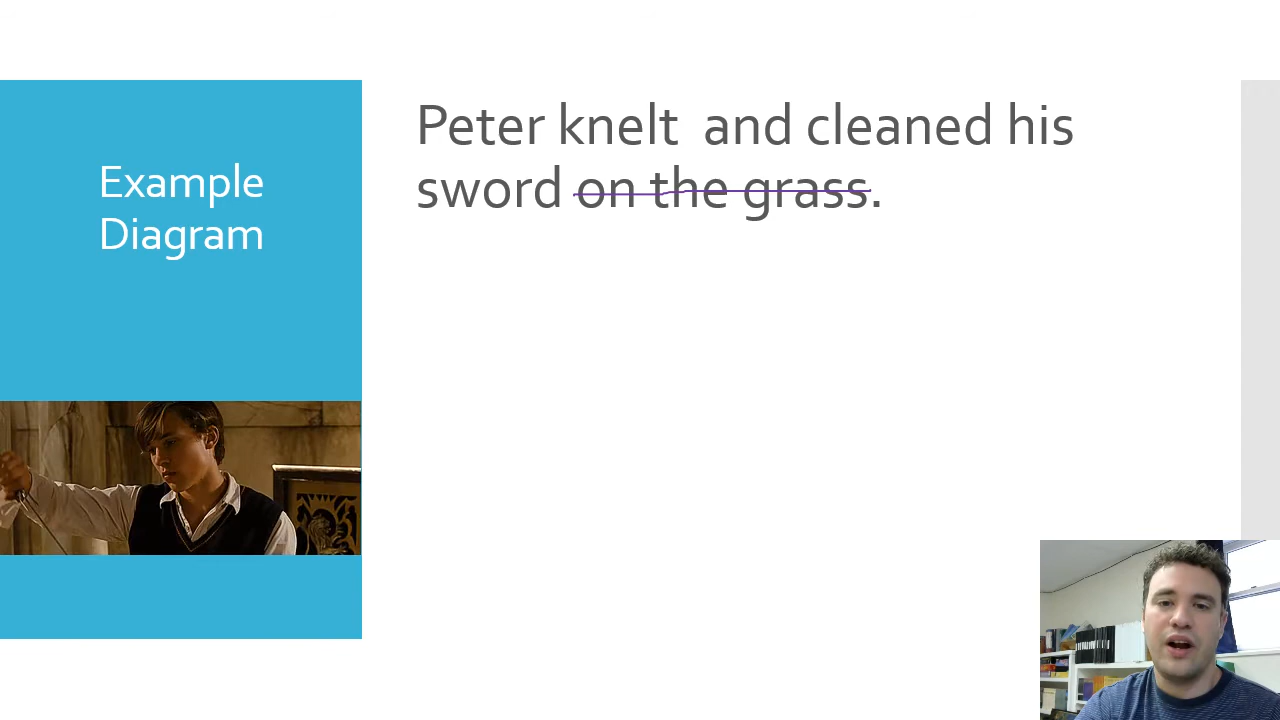 Example
Diagram
Peter knelt  and cleaned his
sword on the grass.